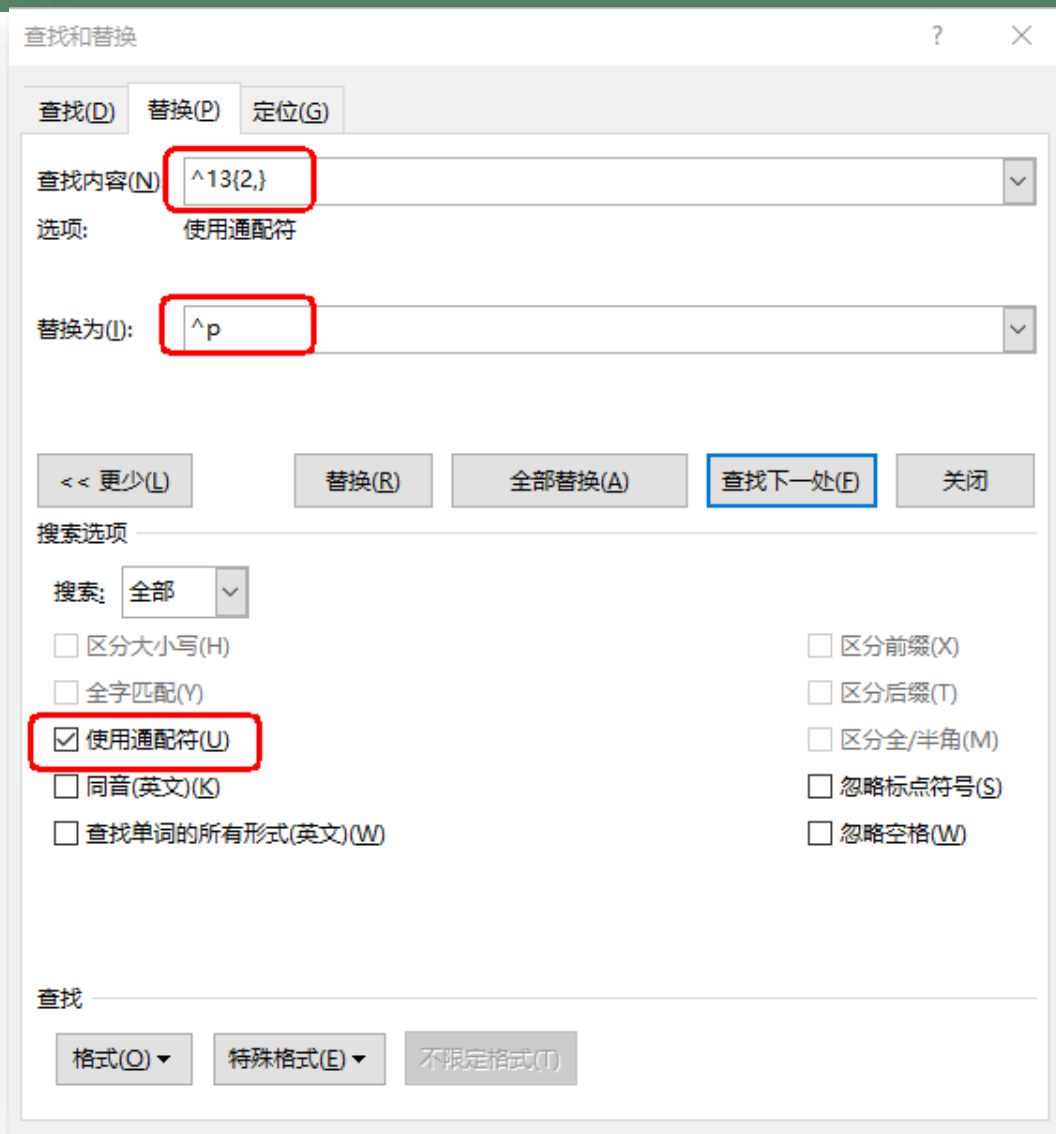 查找和替换 ?
查找(D) 替换(P) 定位(G)
查找内容(N): ^13{2,}
选项: 使用通配符
替换为(I): ^p
<< 更少(L) 替换(R) 全部替换(A) 查找下一处(F) 关闭
搜索选项
搜索: 全部
区分大小写(H) 区分前缀(X)
全字匹配(Y) 区分后缀(T)
使用通配符(U) 区分全/半角(M)
同音(英文)(K) 忽略标点符号(S)
查找单词的所有形式(英文)(W) 忽略空格(W)
查找
格式(O) 特殊格式(E) 不限定格式(T)